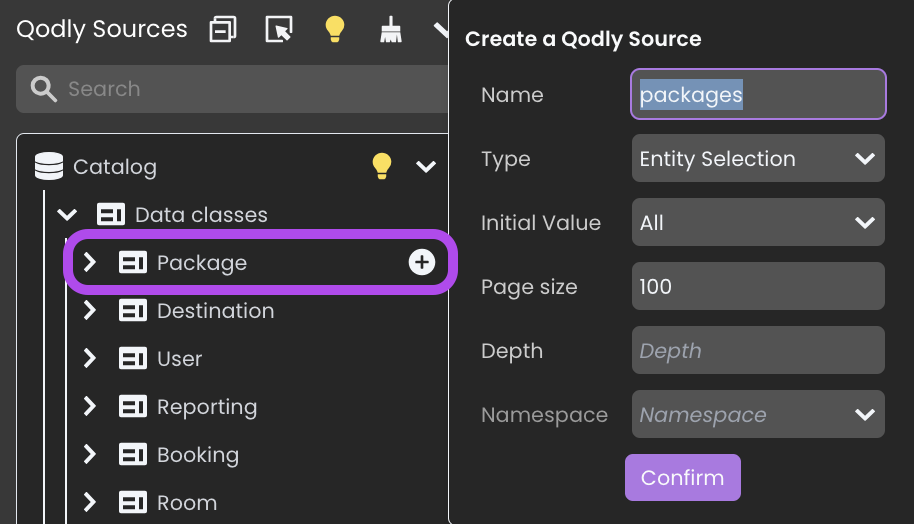 Qodly Sources
Search
Catalog
Data classes
Package
Destination
User
Reporting
Booking
Room
Create a Qodly Source
Name packages
Type Entity Selection
Initial Value All
Page size 100
Depth Depth
Namespace Namespace
Confirm